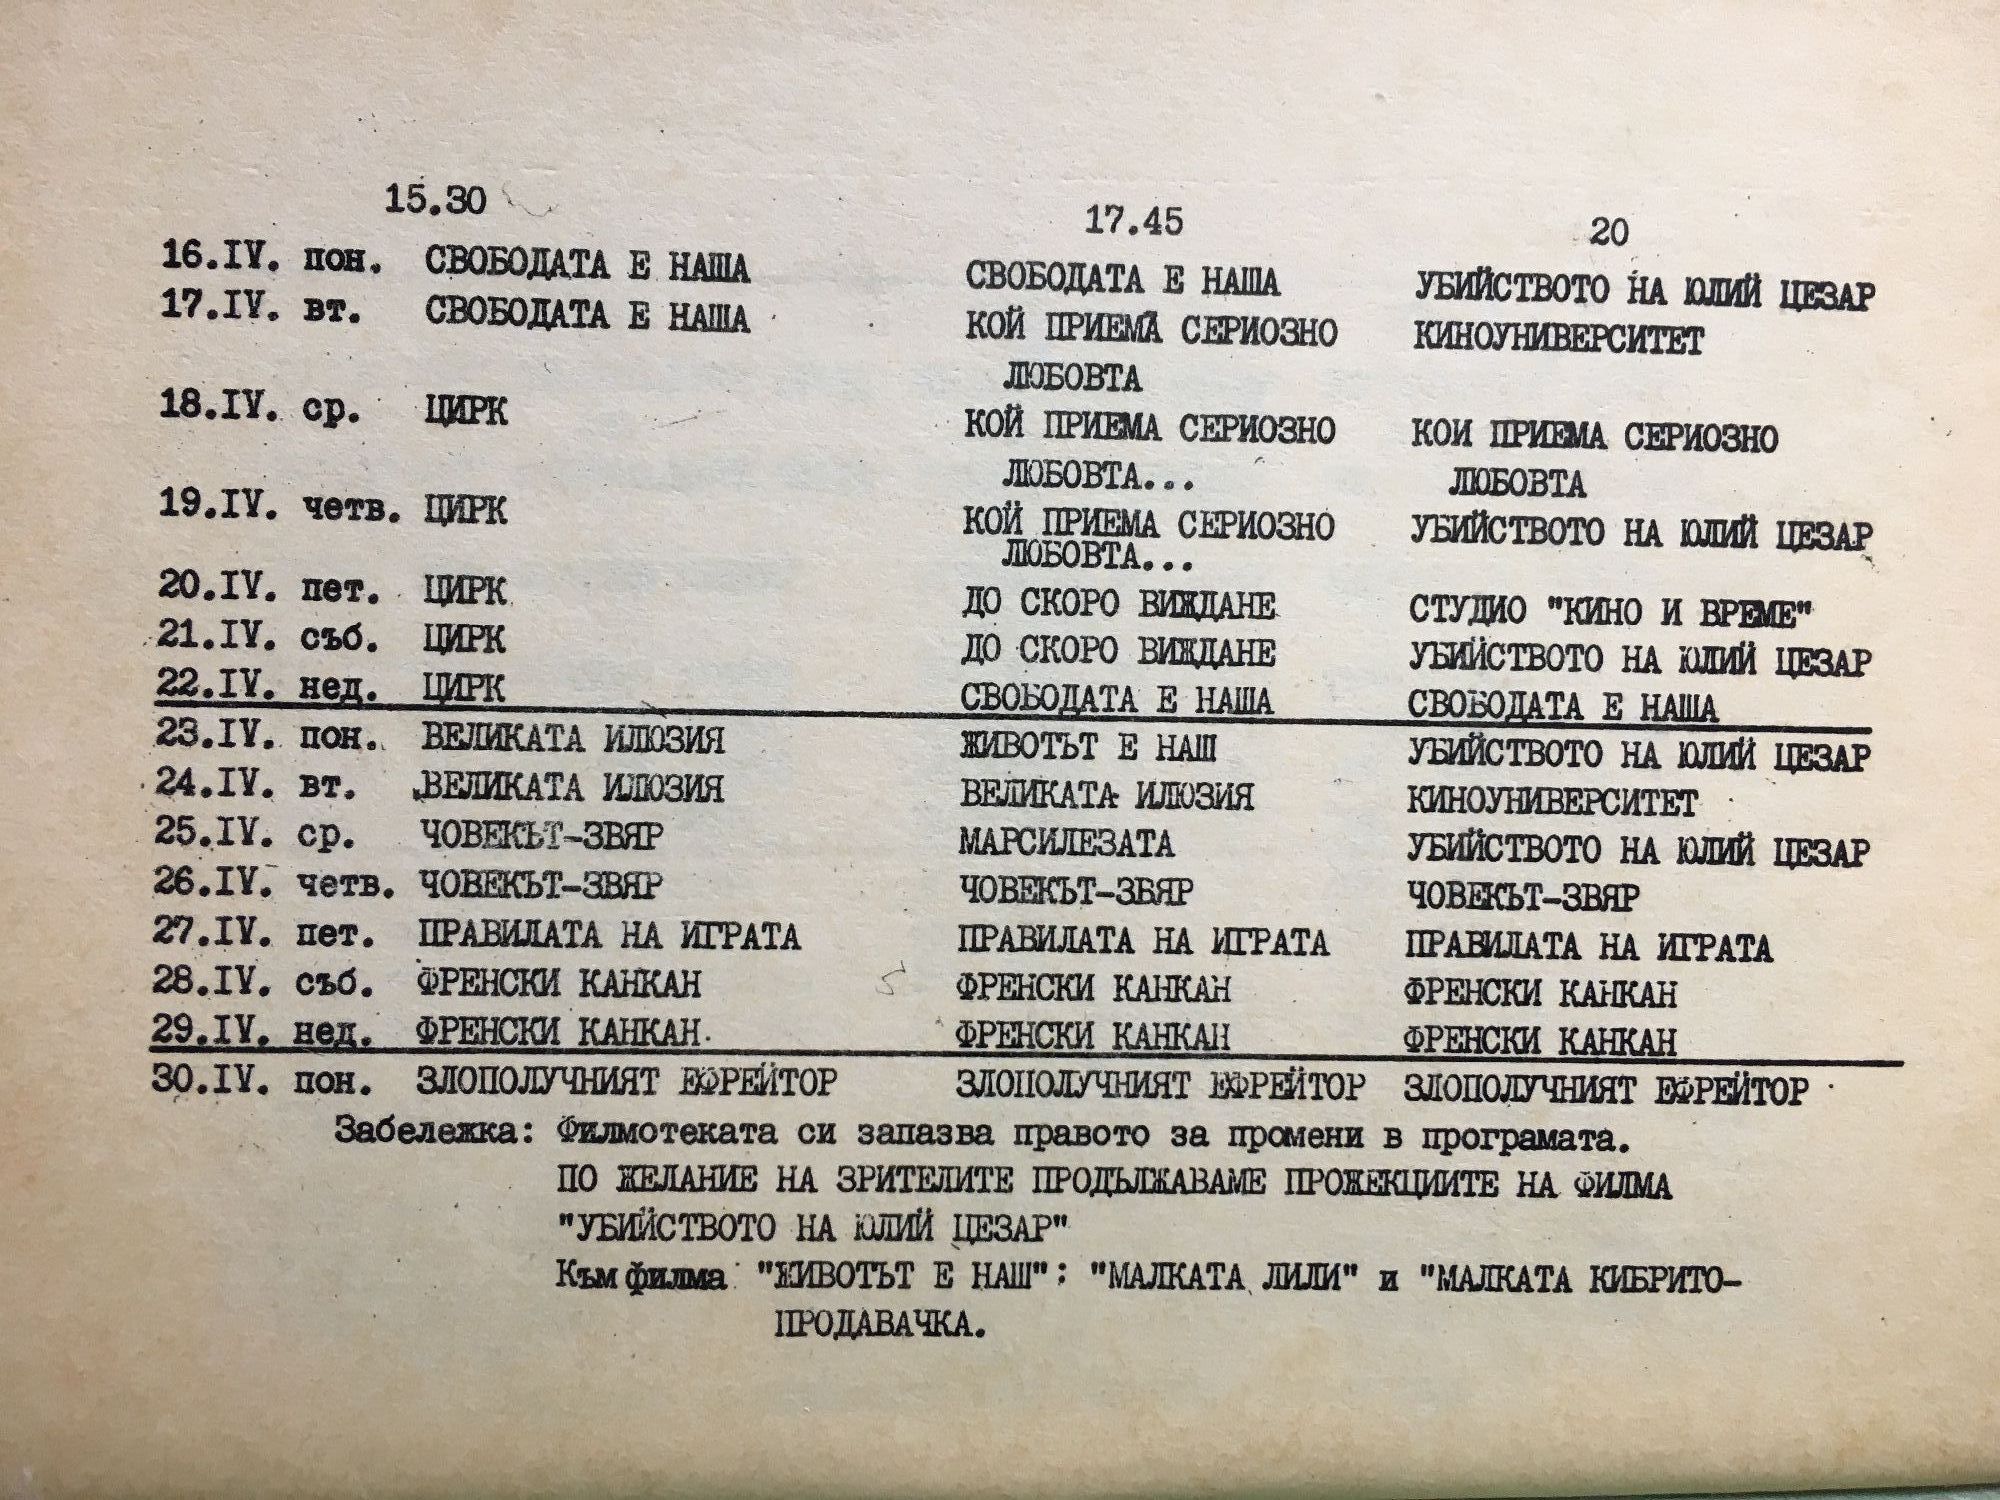 15.30 17.45 20
16.IV. пон. СВОБОДАТА Е НАША СВОБОДАТА Е НАША УБИЙСТВОТО НА ЮЛИЙ ЦЕЗАР
17.IV. вт. СВОБОДАТА Е НАША КОЙ ПРИЕМА СЕРИОЗНО КИНОУНИВЕРСИТЕТ
ЛЮБОВТА
18.IV. ср. ЦИРК КОЙ ПРИЕМА СЕРИОЗНО КОИ ПРИЕМА СЕРИОЗНО
ЛЮБОВТА... ЛЮБОВТА
19.IV. четв. ЦИРК КОЙ ПРИЕМА СЕРИОЗНО УБИЙСТВОТО НА ЮЛИЙ ЦЕЗАР
ЛЮБОВТА...
20.IV. пет. ЦИРК ДО СКОРО ВИЖДАНЕ СТУДИО "КИНО И ВРЕМЕ"
21.IV. съб. ЦИРК ДО СКОРО ВИЖДАНЕ УБИЙСТВОТО НА ЮЛИЙ ЦЕЗАР
22.IV. нед. ЦИРК СВОБОДАТА Е НАША СВОБОДАТА Е НАША
23.IV. пон. ВЕЛИКАТА ИЛЮЗИЯ ЖИВОТЪТ Е НАШ УБИЙСТВОТО НА ЮЛИЙ ЦЕЗАР
24.IV. вт. ВЕЛИКАТА ИЛЮЗИЯ ВЕЛИКАТА ИЛЮЗИЯ КИНОУНИВЕРСИТЕТ
25.IV. ср. ЧОВЕКЪТ-ЗВЯР МАРСИЛЕЗАТА УБИЙСТВОТО НА ЮЛИЙ ЦЕЗАР
26.IV. четв. ЧОВЕКЪТ-ЗВЯР ЧОВЕКЪТ-ЗВЯР ЧОВЕКЪТ-ЗВЯР
27.IV. пет. ПРАВИЛАТА НА ИГРАТА ПРАВИЛАТА НА ИГРАТА ПРАВИЛАТА НА ИГРАТА
28.IV. съб. ФРЕНСКИ КАНКАН ФРЕНСКИ КАНКАН ФРЕНСКИ КАНКАН
29.IV. нед. ФРЕНСКИ КАНКАН ФРЕНСКИ КАНКАН ФРЕНСКИ КАНКАН
30.IV. пон. ЗЛОПОЛУЧНИЯТ ЕФРЕЙТОР ЗЛОПОЛУЧНИЯТ ЕФРЕЙТОР ЗЛОПОЛУЧНИЯТ ЕФРЕЙТОР
Забележка: Филмотеката си запазва правото за промени в програмата.
ПО ЖЕЛАНИЕ НА ЗРИТЕЛИТЕ ПРОДЪЛЖАВАМЕ ПРОЖЕКЦИИТЕ НА ФИЛМА
"УБИЙСТВОТО НА ЮЛИЙ ЦЕЗАР"
Към филма "ЖИВОТЪТ Е НАШ": "МАЛКАТА ЛИЛИ" и "МАЛКАТА КИБРИТО-
ПРОДАВАЧКА.